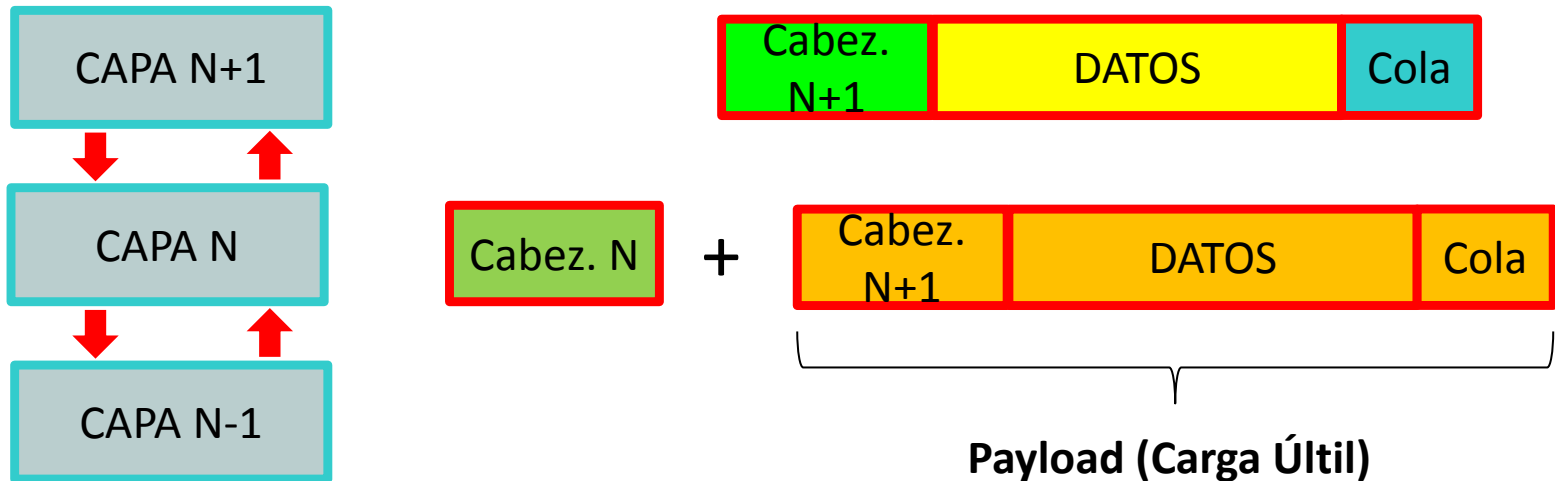 CAPA N+1
CAPA N
CAPA N-1
Cabez.
N+1
DATOS
Cola
Cabez. N
+
Cabez.
N+1
DATOS
Cola
Payload (Carga Últil)